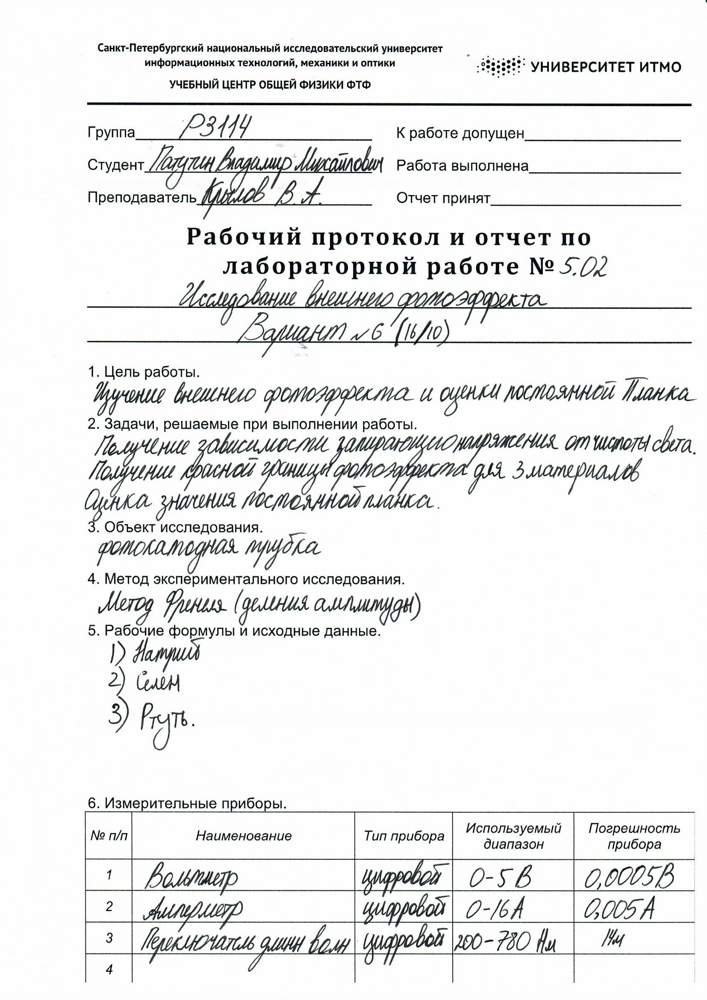 Санкт-Петербургский национальный исследовательский университет
информационных технологий, механики и оптики
УЧЕБНЫЙ ЦЕНТР ОБЩЕЙ ФИЗИКИ ФТФ
УНИВЕРСИТЕТ ИТМО
Группа P3114
К работе допущен
Студент Патутин Владимир Михайлович
Работа выполнена
Преподаватель Крылов В. А.
Отчет принят
Рабочий протокол и отчет по
лабораторной работе № 5.02
Исследование внешнего фотоэффекта
Вариант №6 (16/10)
1. Цель работы.
Изучение внешнего фотоэффекта и оценки постоянной Планка
2. Задачи, решаемые при выполнении работы.
Получение зависимости запирающего напряжения от чистоты света.
Получение красной границы фотоэффекта для 3 материалов
Оценка значения постоянной планка.
3. Объект исследования.
фотокатодная трубка
4. Метод экспериментального исследования.
Метод Френеля (деления амплитуды)
5. Рабочие формулы и исходные данные.
1) Натрий
2) Селен
3) Ртуть.
6. Измерительные приборы.
№ п/п Наименование Тип прибора Используемый диапазон Погрешность прибора
1 Вольтметр цифровой 0-5 В 0,0005В
2 Амперметр цифровой 0-16 А 0,005 А
3 Переключатель длинн волн цифровой 200-780 Нм 1Нм
4